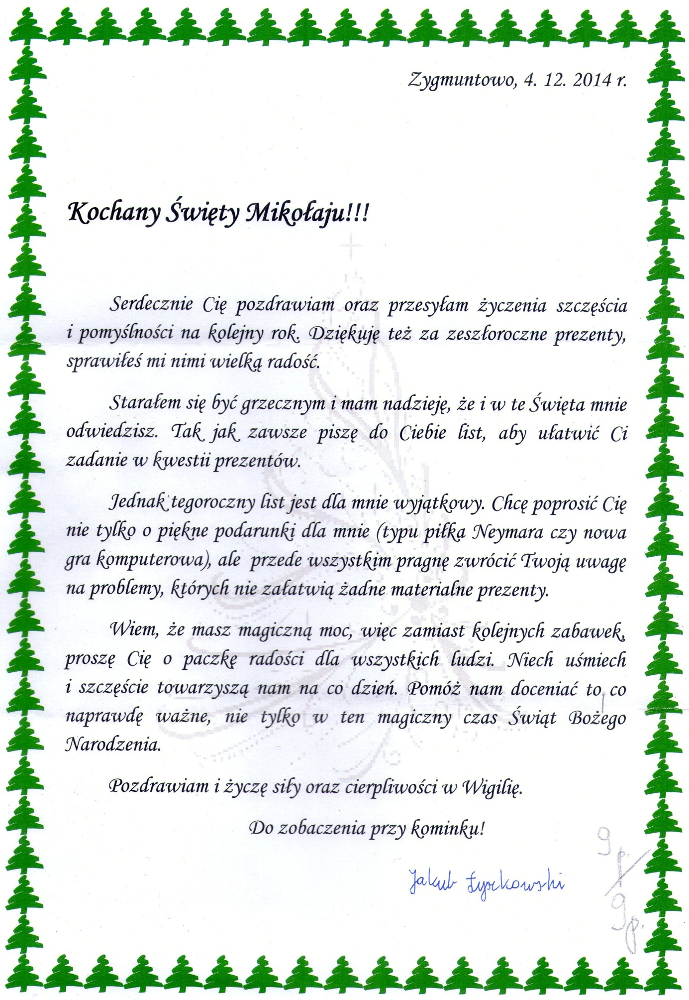 Zygmuntowo, 4. 12. 2014 r.
Kochany Święty Mikołaju!!!
Serdecznie Cię pozdrawiam oraz przesyłam życzenia szczęścia
i pomyślności na kolejny rok. Dziękuję też za zeszłoroczne prezenty,
sprawiłeś mi nimi wielką radość.
Starałem się być grzecznym i mam nadzieję, że i w te Święta mnie
odwiedzisz. Tak jak zawsze piszę do Ciebie list, aby ułatwić Ci
zadanie w kwestii prezentów.
Jednak tegoroczny list jest dla mnie wyjątkowy. Chcę poprosić Cię
nie tylko o piękne podarunki dla mnie (typu piłka Neymara czy nowa
gra komputerowa), ale przede wszystkim pragnę zwrócić Twoją uwagę
na problemy, których nie załatwią żadne materialne prezenty.
Wiem, że masz magiczną moc, więc zamiast kolejnych zabawek,
proszę Cię o paczkę radości dla wszystkich ludzi. Niech uśmiech
i szczęście towarzyszą nam na co dzień. Pomóż nam doceniać to, co
naprawdę ważne, nie tylko w ten magiczny czas Świąt Bożego
Narodzenia.
Pozdrawiam i życzę siły oraz cierpliwości w Wigilię.
Do zobaczenia przy kominku!
Jakub Łyszkowski
9 p./
9 p.